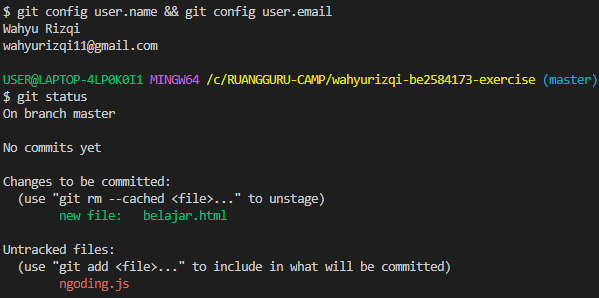 $ git config user.name && git config user.email
Wahyu Rizqi
wahyurizqi11@gmail.com
USER@LAPTOP-4LP0K0I1 MINGW64 /c/RUANGGURU-CAMP/wahyurizqi-be2584173-exercise (master)
$ git status
On branch master
No commits yet
Changes to be committed:
(use "git rm --cached <file>..." to unstage)
new file:   belajar.html
Untracked files:
(use "git add <file>..." to include in what will be committed)
ngoding.js